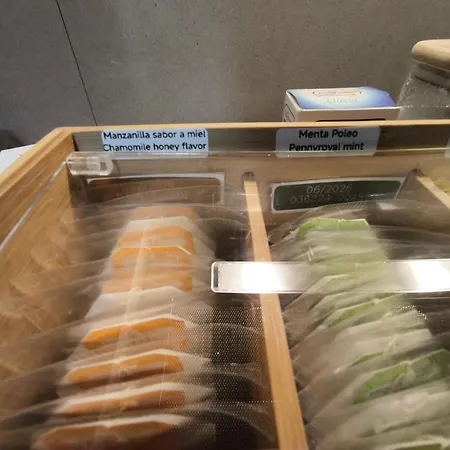 Manzanilla sabor a miel
Chamomile honey flavor
Menta Poleo
Pennyroyal mint
06/2026